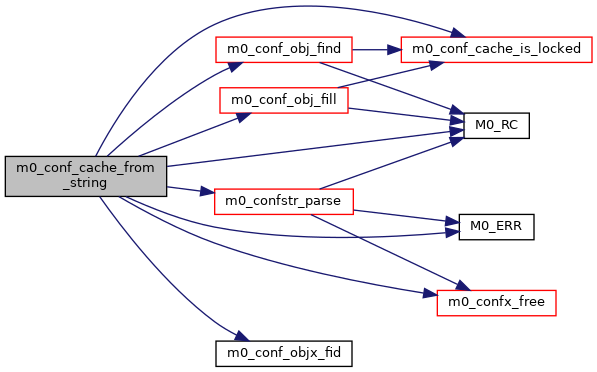 m0_conf_cache_from
_string
m0_conf_obj_find
m0_conf_cache_is_locked
m0_conf_obj_fill
M0_RC
m0_confstr_parse
M0_ERR
m0_confx_free
m0_conf_objx_fid